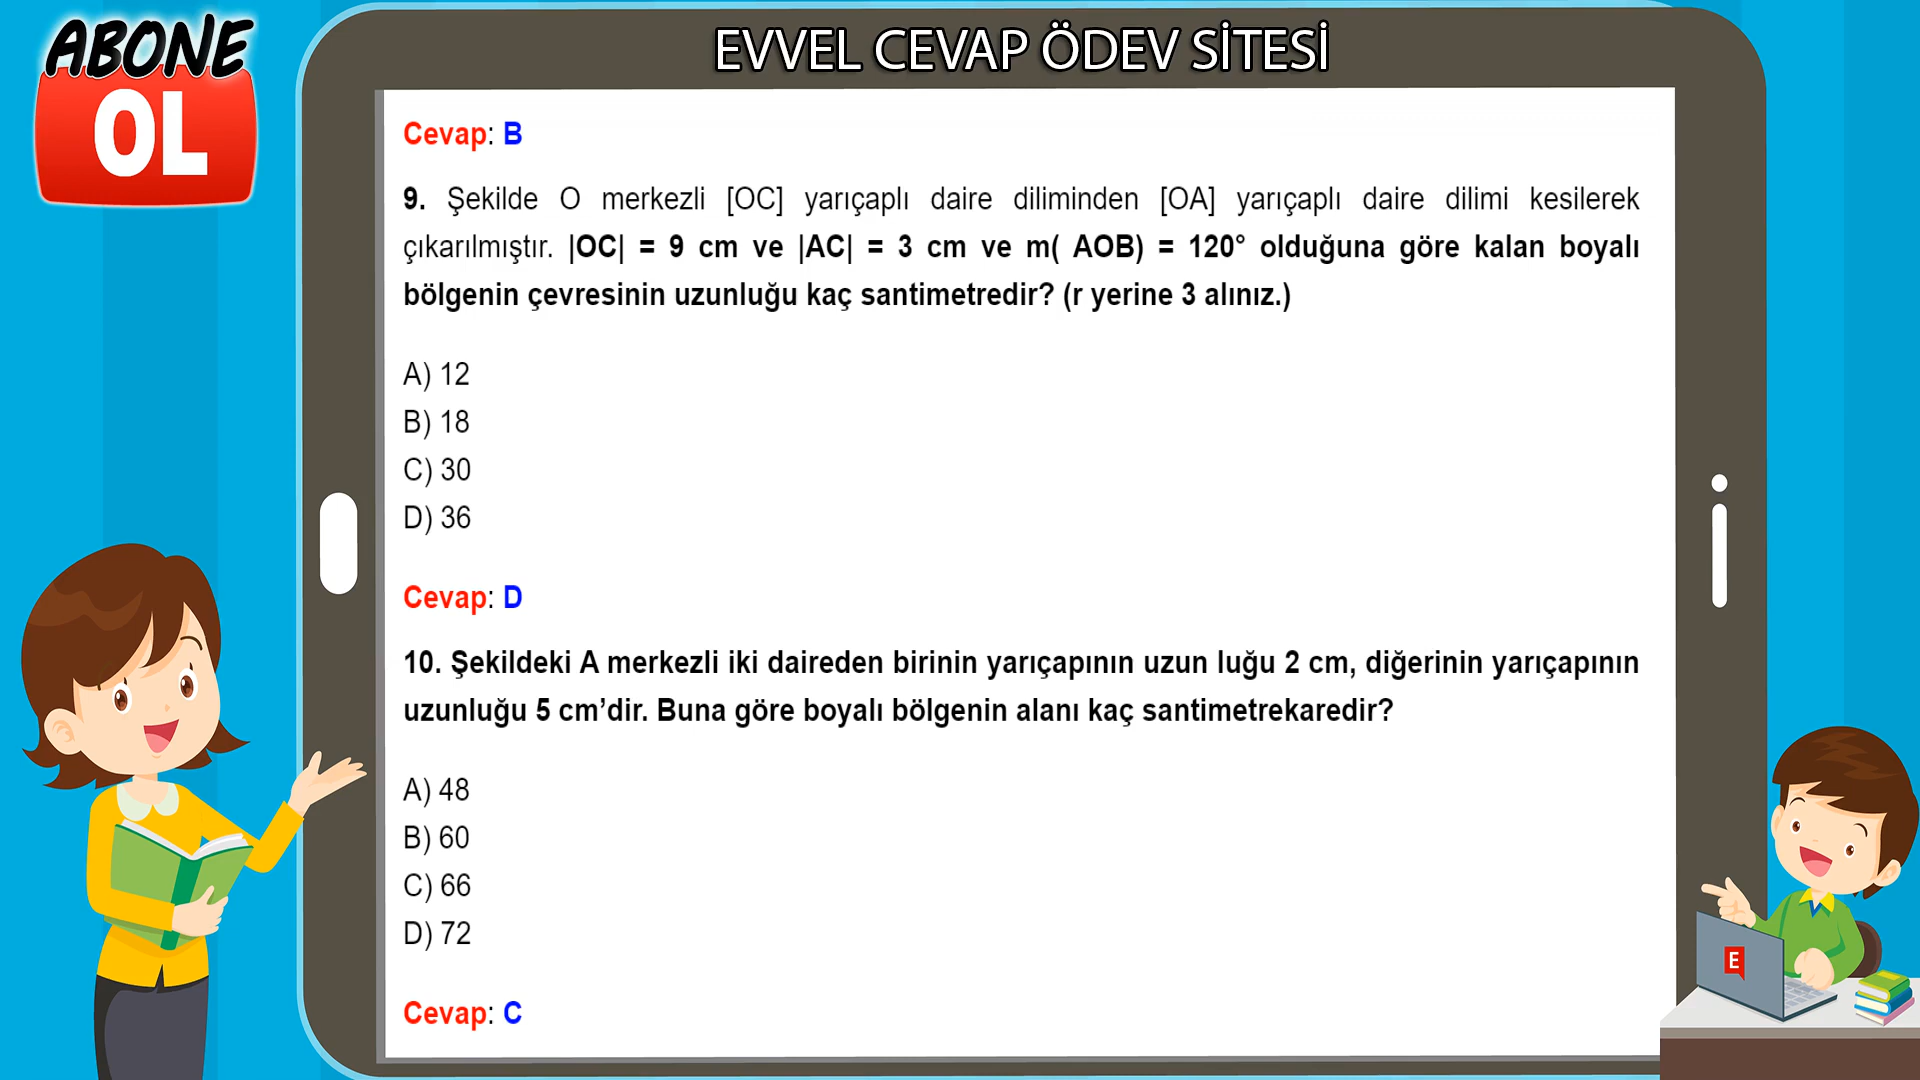 ABONE
OL
EVVEL CEVAP ÖDEV SİTESİ
Cevap: B
9. Şekilde O merkezli [OC] yarıçaplı daire diliminden [OA] yarıçaplı daire dilimi kesilerek
çıkarılmıştır. |OC| = 9 cm ve |AC| = 3 cm ve m( AOB) = 120° olduğuna göre kalan boyalı
bölgenin çevresinin uzunluğu kaç santimetredir? (r yerine 3 alınız.)
A) 12
B) 18
C) 30
D) 36
Cevap: D
10. Şekildeki A merkezli iki daireden birinin yarıçapının uzun luğu 2 cm, diğerinin yarıçapının
uzunluğu 5 cm’dir. Buna göre boyalı bölgenin alanı kaç santimetrekaredir?
A) 48
B) 60
C) 66
D) 72
Cevap: C
E